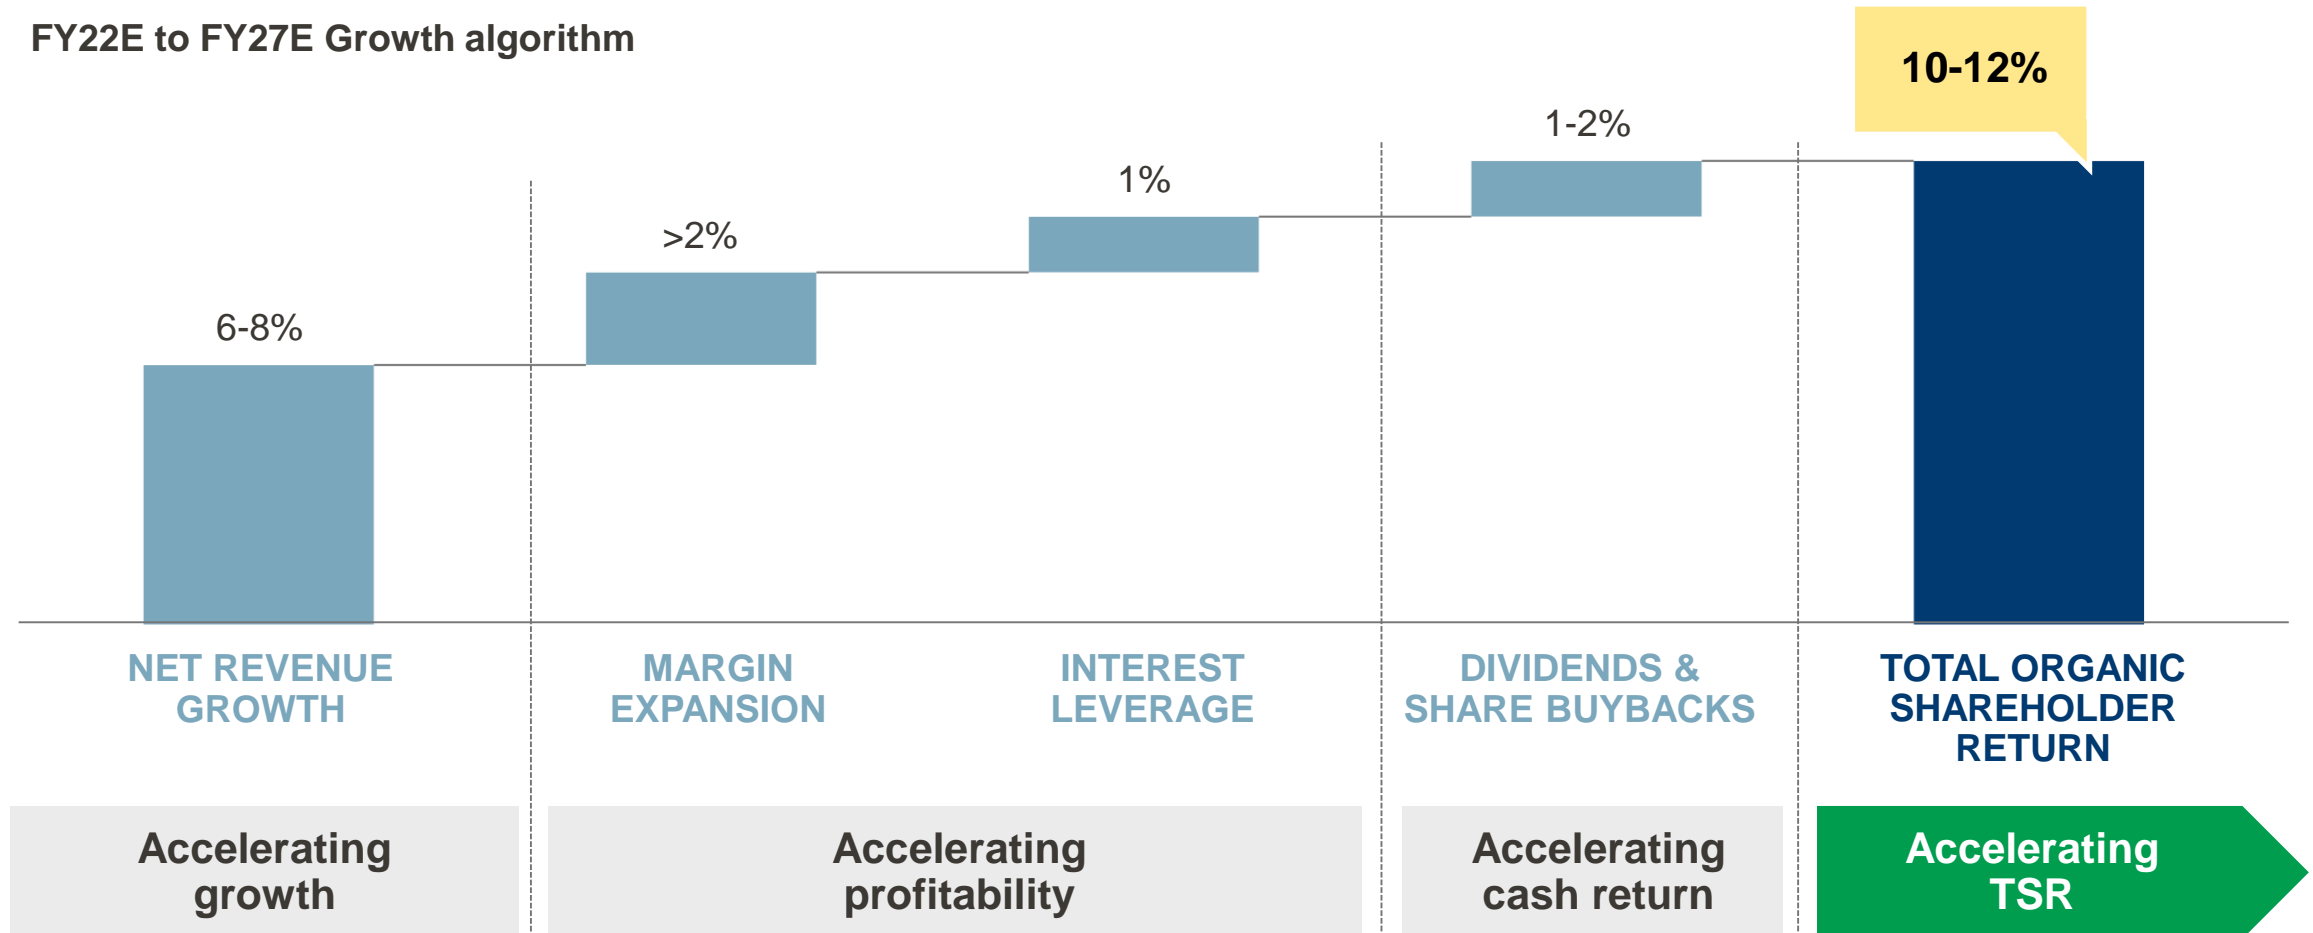 FY22E to FY27E Growth algorithm
10-12%
1-2%
1%
>2%
6-8%
NET REVENUE
GROWTH
MARGIN
EXPANSION
INTEREST
LEVERAGE
DIVIDENDS &
SHARE BUYBACKS
TOTAL ORGANIC
SHAREHOLDER
RETURN
Accelerating
growth
Accelerating
profitability
Accelerating
cash return
Accelerating
TSR